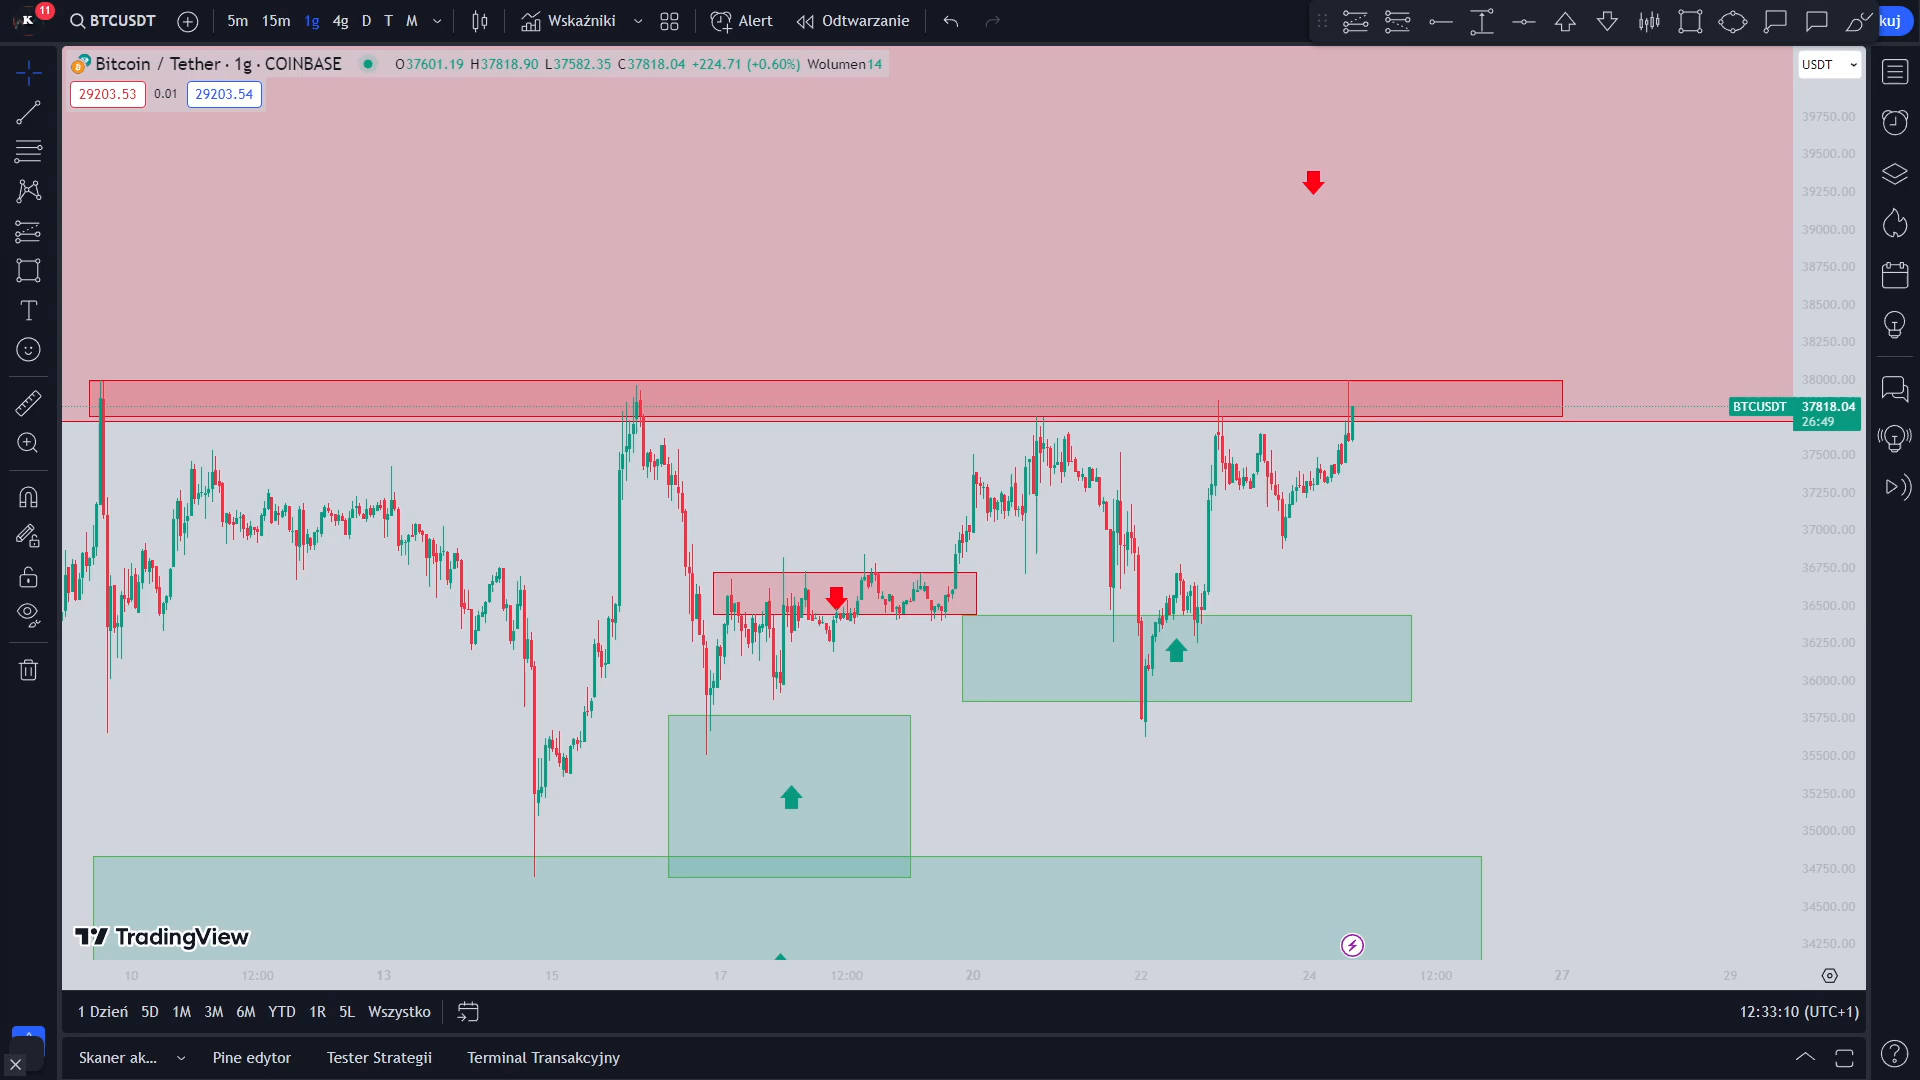 K 11 BTCUSDT 5m 15m 1g 4g D T M Wskaźniki Alert Odtwarzanie kuj
Bitcoin / Tether · 1g · COINBASE O37601.19 H37818.90 L37582.35 C37818.04 +224.71 (+0.60%) Wolumen14
USDT
29203.53 0.01 29203.54
39750.00
39500.00
39250.00
39000.00
38750.00
38500.00
38250.00
38000.00
BTCUSDT 37818.04
26:49
37500.00
37250.00
37000.00
36750.00
36500.00
36250.00
36000.00
35750.00
35500.00
35250.00
35000.00
34750.00
34500.00
34250.00
TradingView
10 12:00 13 15 17 12:00 20 22 24 12:00 27 29
1 Dzień 5D 1M 3M 6M YTD 1R 5L Wszystko 12:33:10 (UTC+1)
Skaner ak... Pine edytor Tester Strategii Terminal Transakcyjny